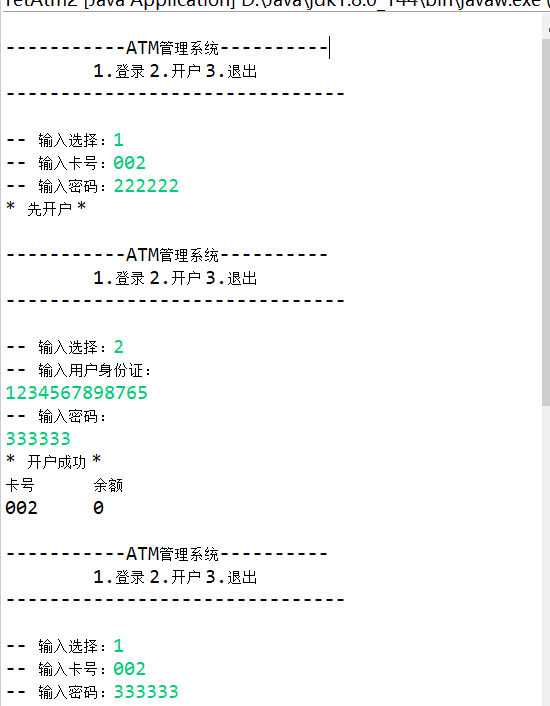 retAtm2 [Java Application] D:\Java\jdk1.8.0_144\bin\javaw.exe
-----------ATM管理系统----------
1.登录 2.开户 3.退出
-------------------------------
-- 输入选择：1
-- 输入卡号：002
-- 输入密码：222222
* 先开户 *
-----------ATM管理系统----------
1.登录 2.开户 3.退出
-------------------------------
-- 输入选择：2
-- 输入用户身份证：
1234567898765
-- 输入密码：
333333
* 开户成功 *
卡号 余额
002 0
-----------ATM管理系统----------
1.登录 2.开户 3.退出
-------------------------------
-- 输入选择：1
-- 输入卡号：002
-- 输入密码：333333